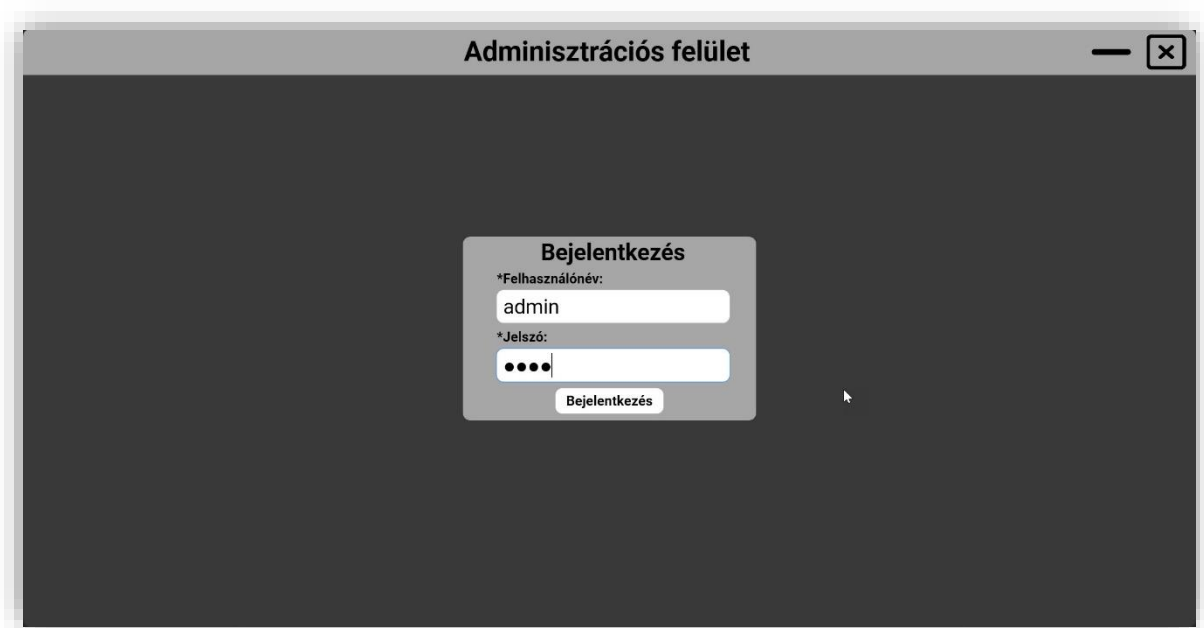 Adminisztrációs felület
Bejelentkezés
*Felhasználónév:
admin
*Jelszó:
••••
Bejelentkezés